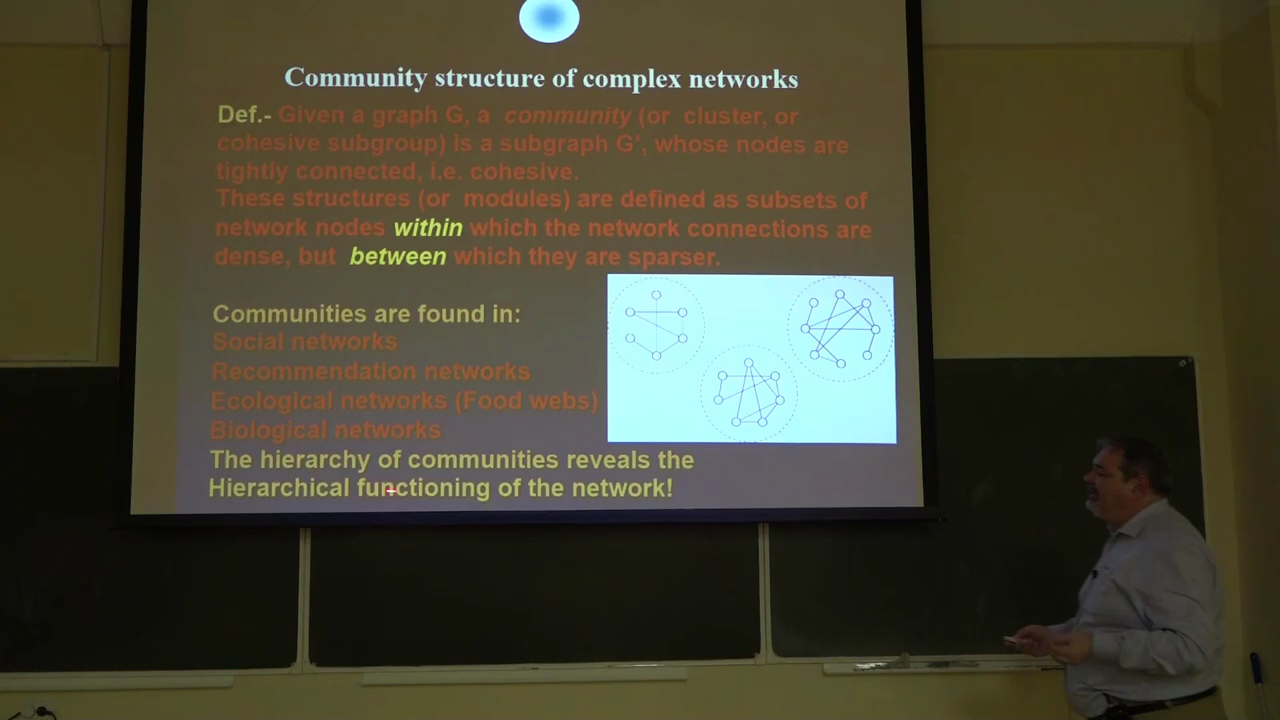 Community structure of complex networks
Def.- Given a graph G, a community (or cluster, or
cohesive subgroup) is a subgraph G’, whose nodes are
tightly connected, i.e. cohesive.
These structures (or modules) are defined as subsets of
network nodes within which the network connections are
dense, but between which they are sparser.
Communities are found in:
Social networks
Recommendation networks
Ecological networks (Food webs)
Biological networks
The hierarchy of communities reveals the
Hierarchical functioning of the network!